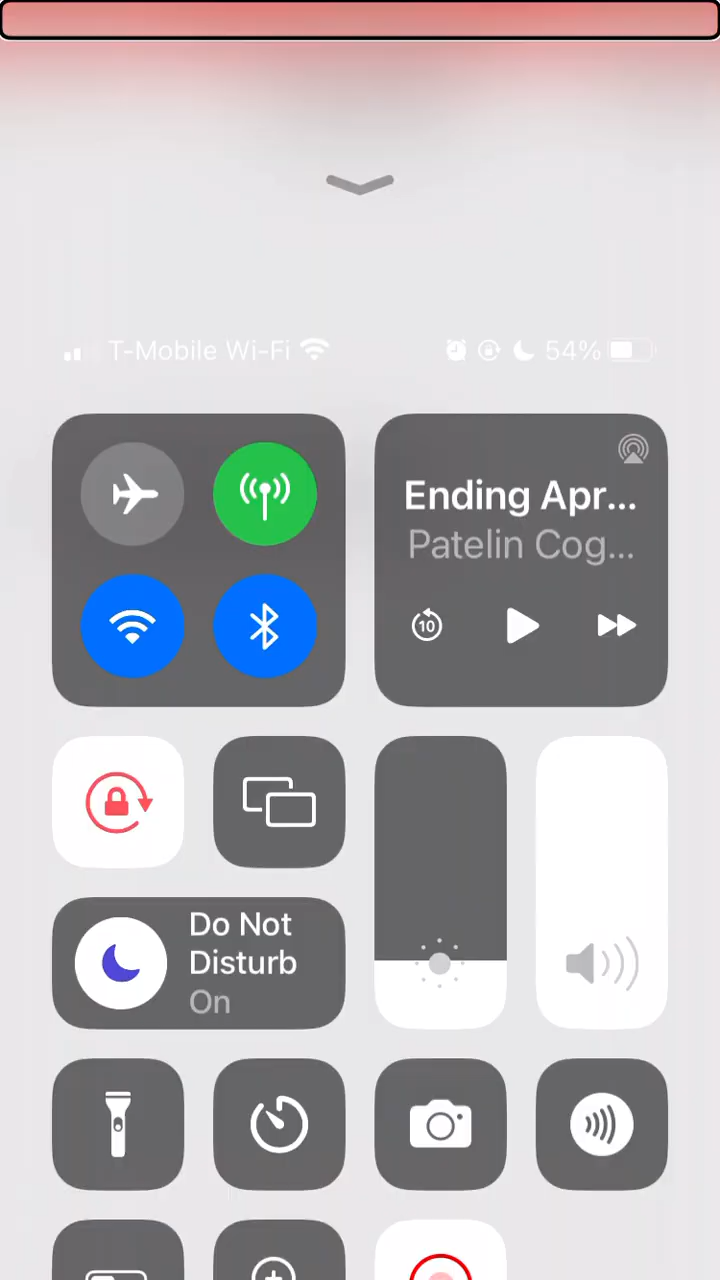 T-Mobile Wi-Fi 54%
Ending Apr...
Patelin Cog...
10
Do Not
Disturb
On